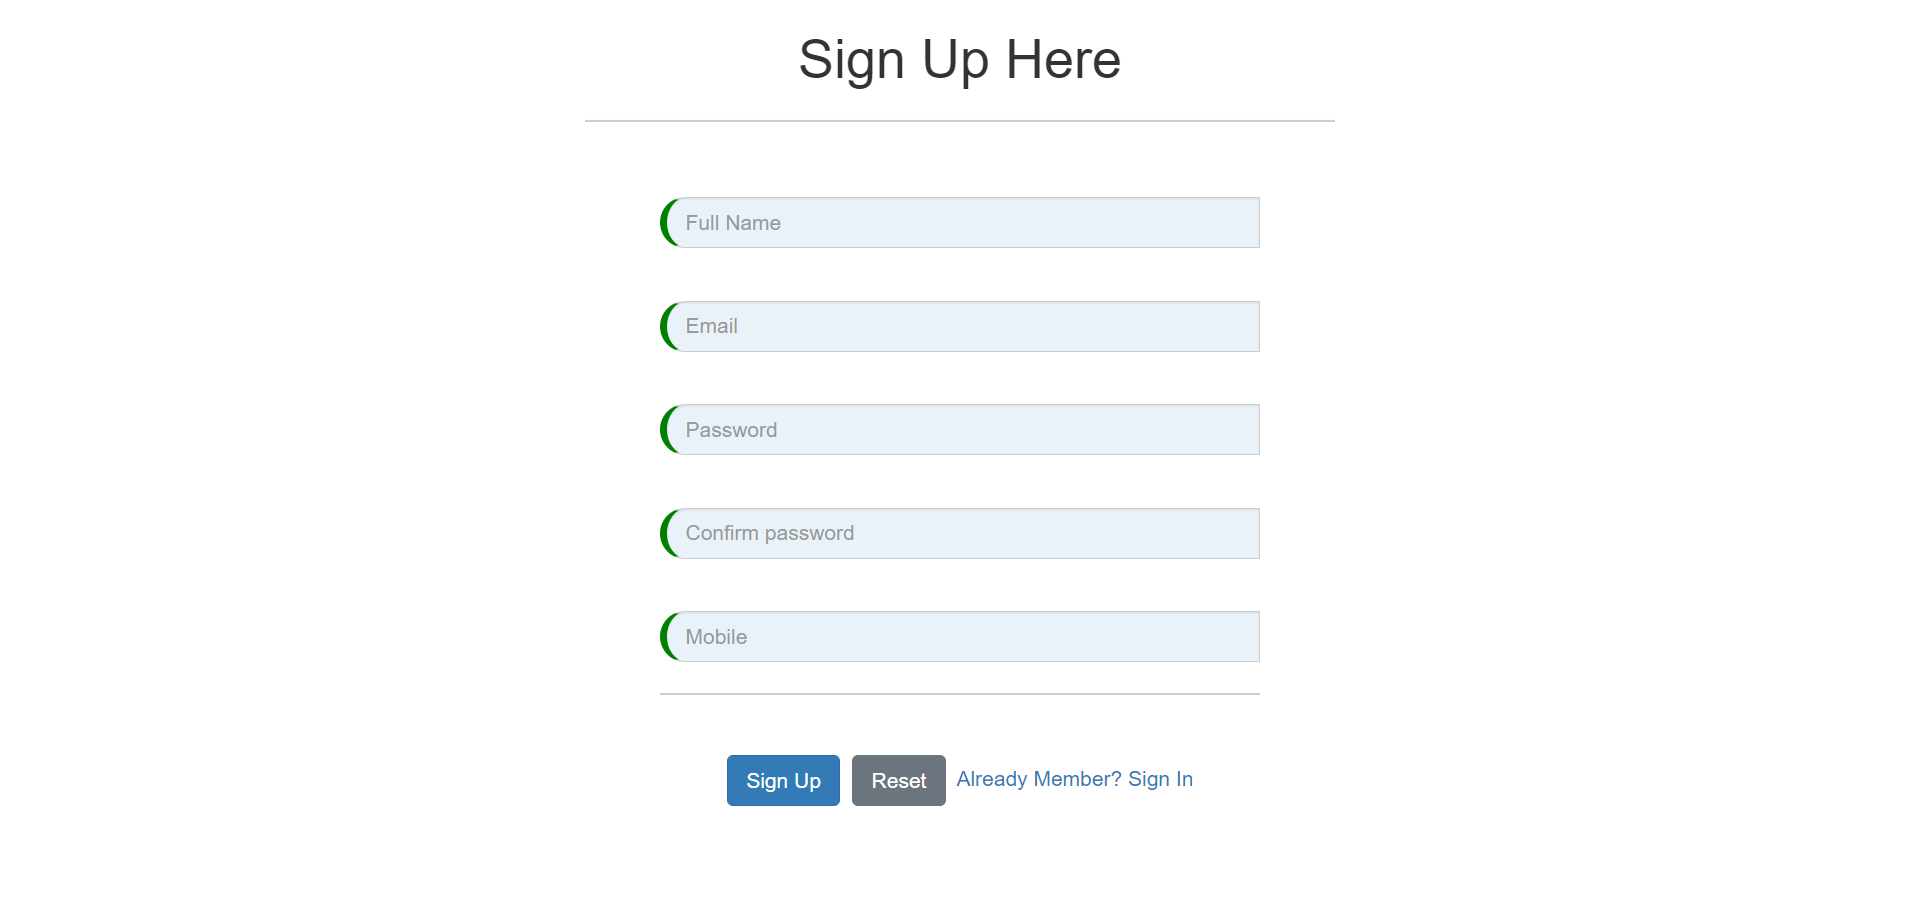 Sign Up Here
Full Name
Email
Password
Confirm password
Mobile
Sign Up Reset Already Member? Sign In